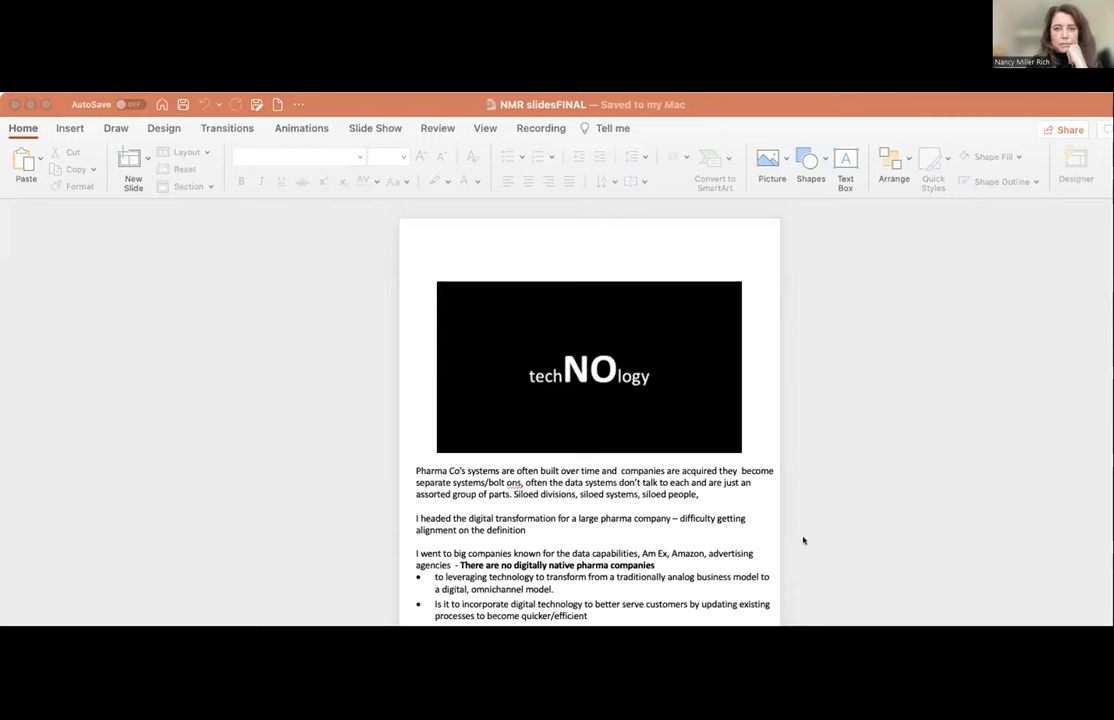 Nancy Miller Rich
AutoSave OFF
NMR slidesFINAL — Saved to my Mac
Home Insert Draw Design Transitions Animations Slide Show Review View Recording Tell me
Share
Paste
Cut
Copy
Format
New Slide
Layout
Reset
Section
Convert to SmartArt
Picture
Shapes
Text Box
Arrange
Quick Styles
Shape Fill
Shape Outline
Designer
techNOlogy
Pharma Co's systems are often built over time and companies are acquired they become
separate systems/bolt ons, often the data systems don't talk to each and are just an
assorted group of parts. Siloed divisions, siloed systems, siloed people,
I headed the digital transformation for a large pharma company – difficulty getting
alignment on the definition
I went to big companies known for the data capabilities, Am Ex, Amazon, advertising
agencies - There are no digitally native pharma companies
• to leveraging technology to transform from a traditionally analog business model to
a digital, omnichannel model.
• Is it to incorporate digital technology to better serve customers by updating existing
processes to become quicker/efficient